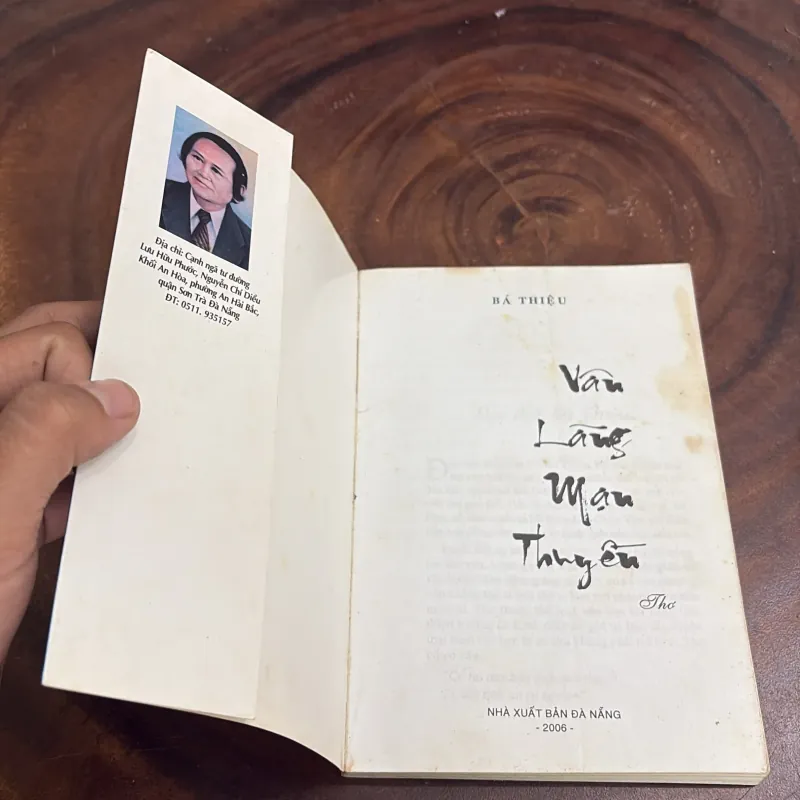 Địa chỉ: Cạnh ngã tư đường
Lưu Hữu Phước, Nguyễn Chí Diểu
Khối An Hòa, phường An Hải Bắc,
quận Sơn Trà Đà Nẵng
ĐT: 0511. 935157
BÁ THIỆU
Văn
Lãng
Mạn
Thuyền
Thơ
NHÀ XUẤT BẢN ĐÀ NẴNG
- 2006 -